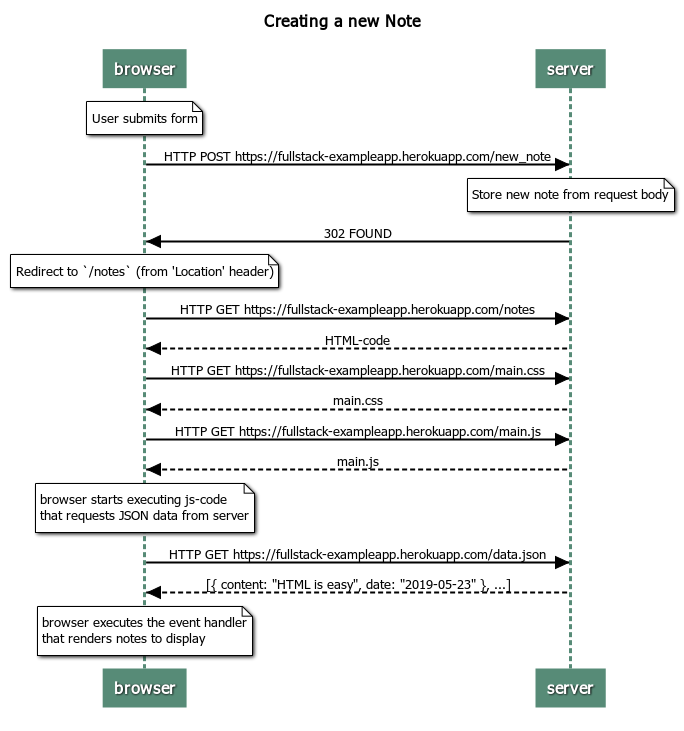 Creating a new Note
browser
server
User submits form
HTTP POST https://fullstack-exampleapp.herokuapp.com/new_note
Store new note from request body
302 FOUND
Redirect to `/notes` (from 'Location' header)
HTTP GET https://fullstack-exampleapp.herokuapp.com/notes
HTML-code
HTTP GET https://fullstack-exampleapp.herokuapp.com/main.css
main.css
HTTP GET https://fullstack-exampleapp.herokuapp.com/main.js
main.js
browser starts executing js-code
that requests JSON data from server
HTTP GET https://fullstack-exampleapp.herokuapp.com/data.json
[{ content: "HTML is easy", date: "2019-05-23" }, ...]
browser executes the event handler
that renders notes to display
browser
server